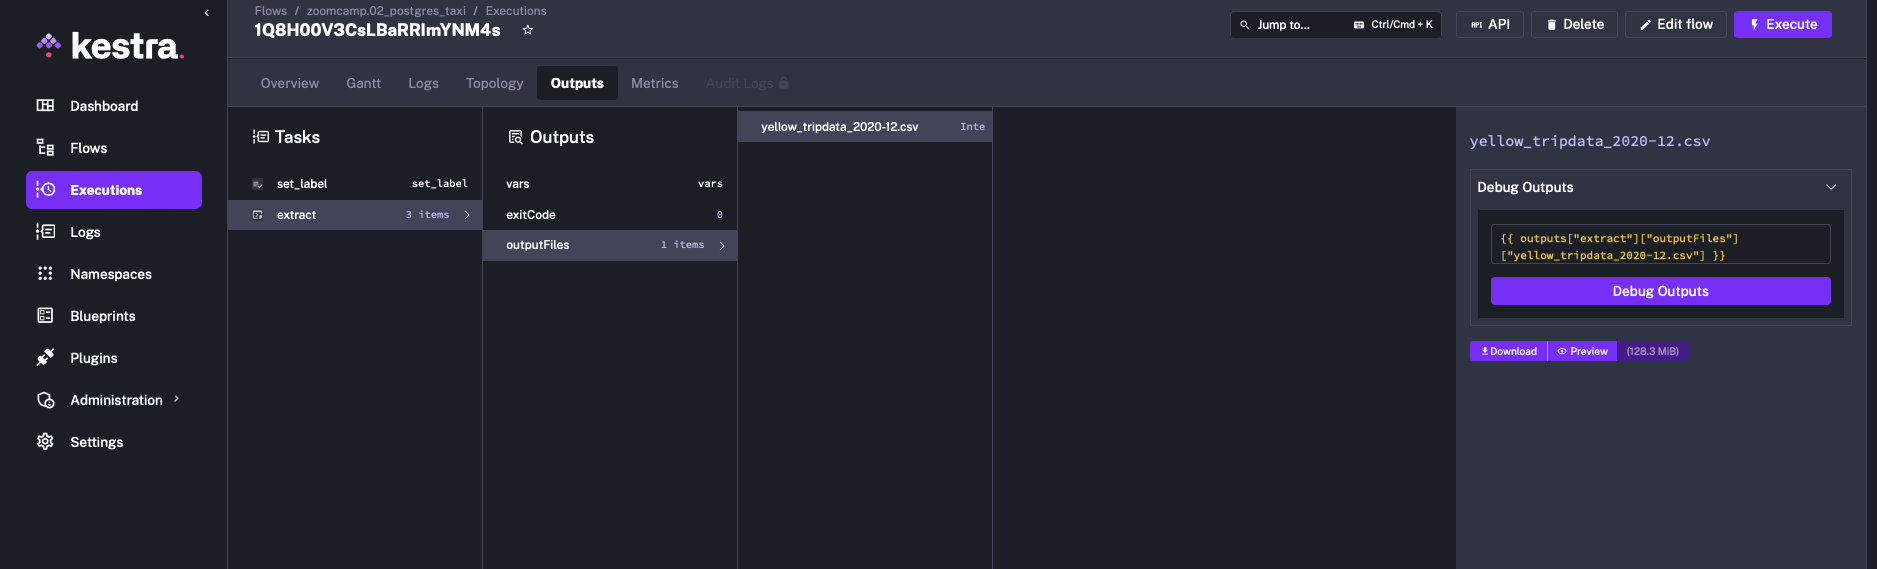 kestra.
Dashboard
Flows
Executions
Logs
Namespaces
Blueprints
Plugins
Administration
Settings
Flows / zoomcamp.02_postgres_taxi / Executions
1Q8H00V3CsLBaRRImYNM4s
Jump to... Ctrl/Cmd + K
API API
Delete
Edit flow
Execute
Overview Gantt Logs Topology Outputs Metrics Audit Logs
Tasks
set_label set_label
extract 3 items
Outputs
vars vars
exitCode 0
outputFiles 1 items
yellow_tripdata_2020-12.csv Inte
yellow_tripdata_2020-12.csv
Debug Outputs
{{ outputs["extract"]["outputFiles"]
["yellow_tripdata_2020-12.csv"] }}
Debug Outputs
Download Preview (128.3 MiB)